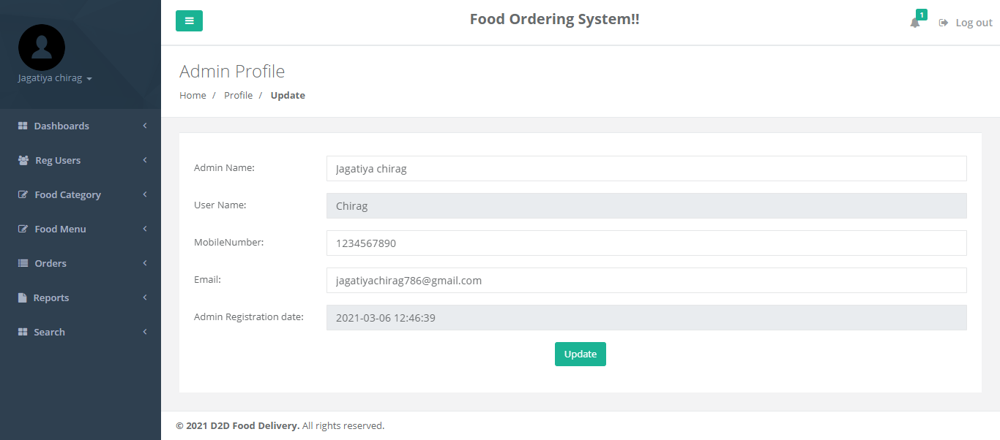 Food Ordering System!!
1
Log out
Jagatiya chirag
Dashboards
Reg Users
Food Category
Food Menu
Orders
Reports
Search
Admin Profile
Home / Profile / Update
Admin Name: Jagatiya chirag
User Name: Chirag
MobileNumber: 1234567890
Email: jagatiyachirag786@gmail.com
Admin Registration date: 2021-03-06 12:46:39
Update
© 2021 D2D Food Delivery. All rights reserved.